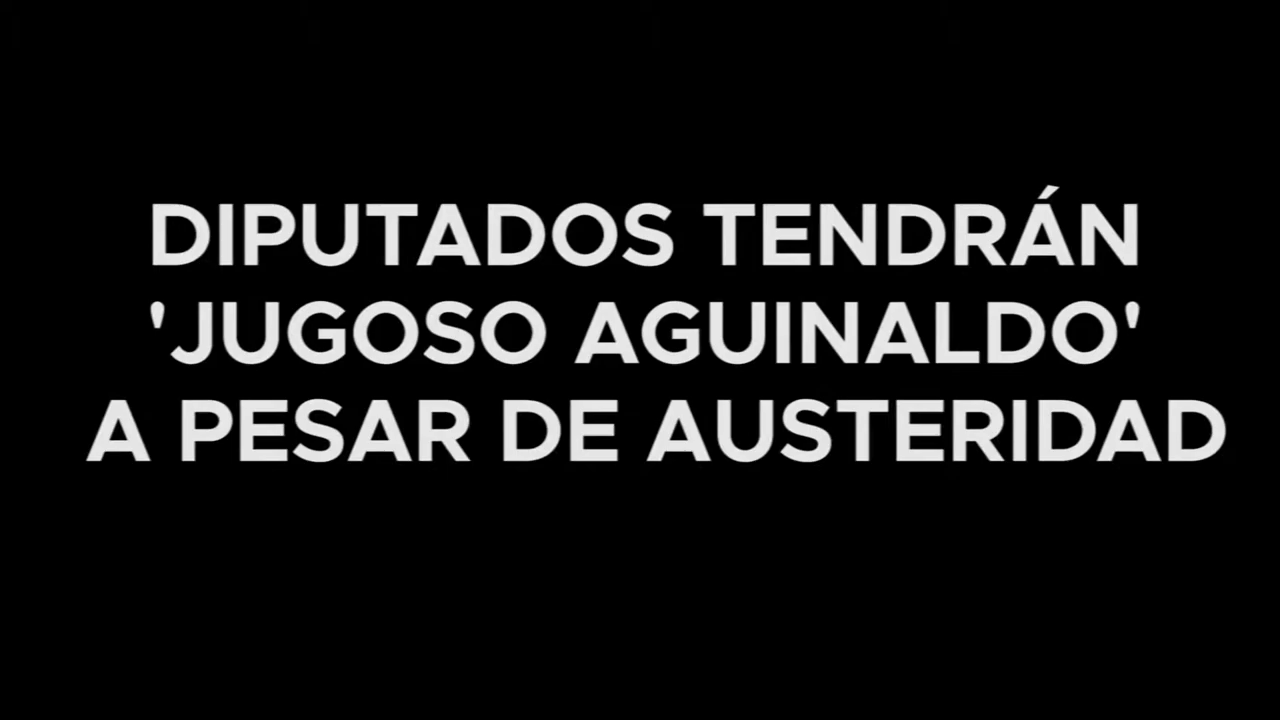 DIPUTADOS TENDRÁN
'JUGOSO AGUINALDO'
A PESAR DE AUSTERIDAD